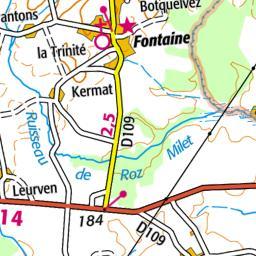 antons
Botquelvez
la Trinité
Fontaine
Kermat
2,5
D109
Ruisseau
de
Roz
Milet
Leurven
14
184
D109